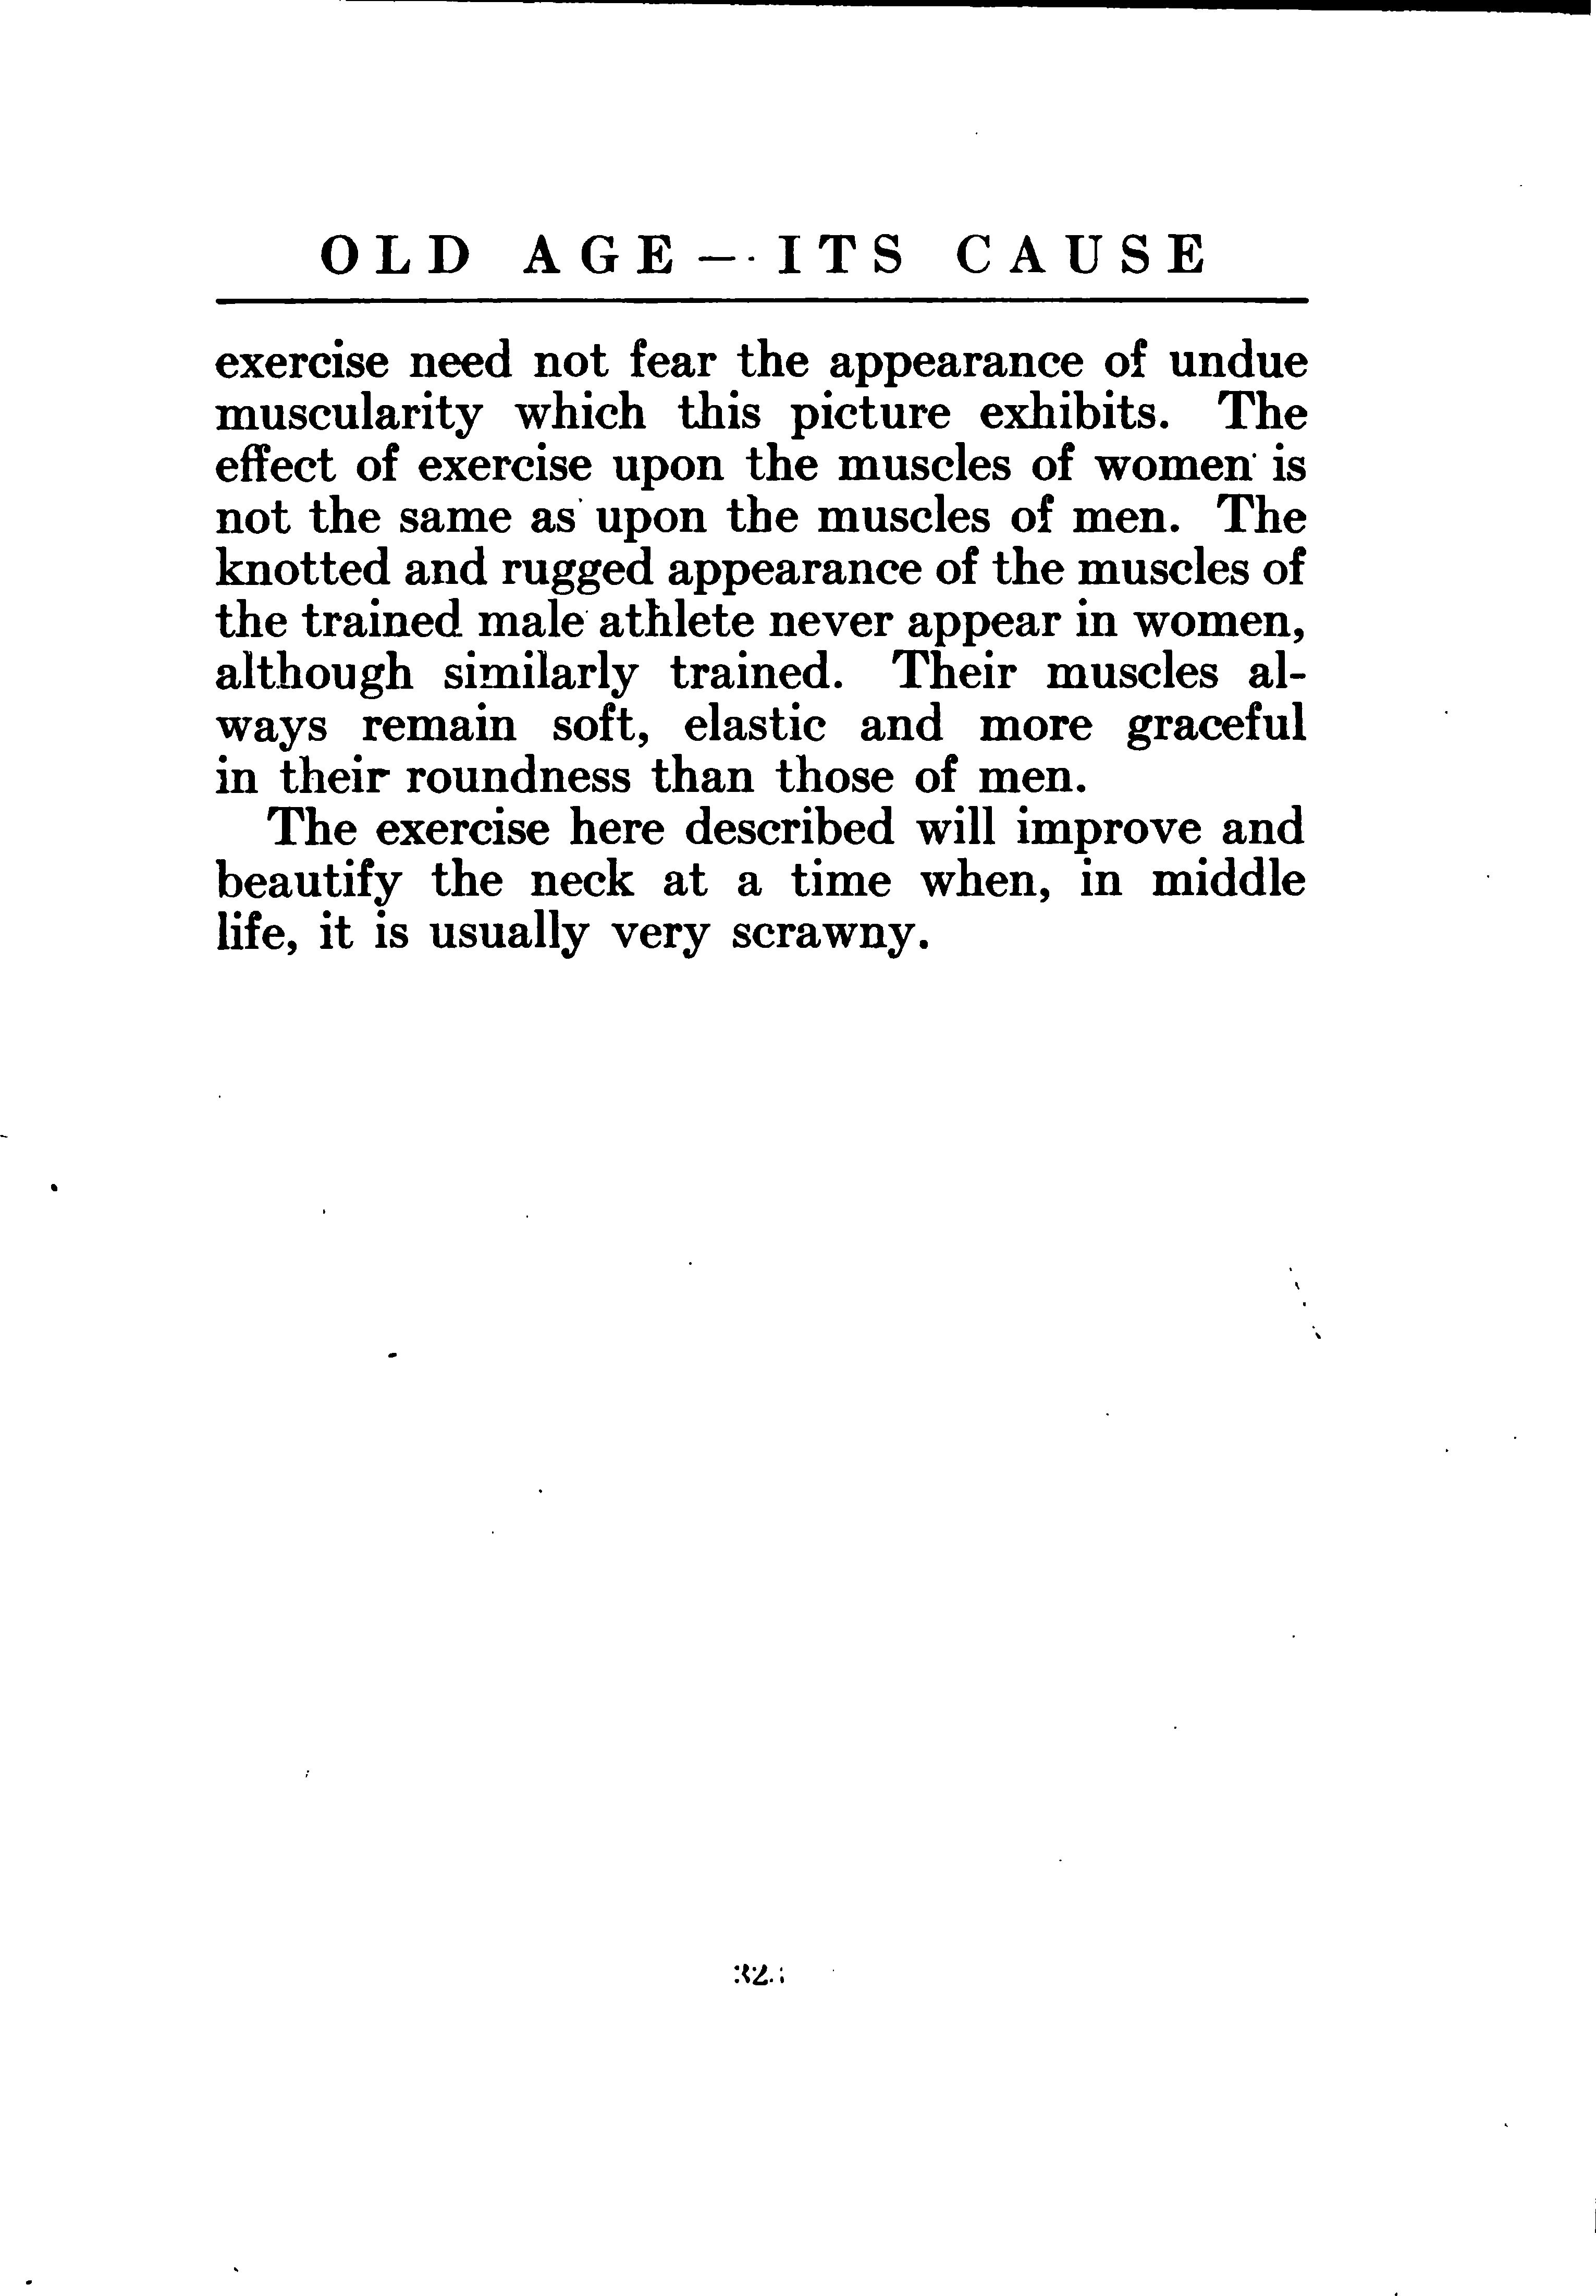 OLD AGE—ITS CAUSE
exercise need not fear the appearance of undue
muscularity which this picture exhibits. The
effect of exercise upon the muscles of women is
not the same as upon the muscles of men. The
knotted and rugged appearance of the muscles of
the trained male athlete never appear in women,
although similarly trained. Their muscles al-
ways remain soft, elastic and more graceful
in their roundness than those of men.
The exercise here described will improve and
beautify the neck at a time when, in middle
life, it is usually very scrawny.
32